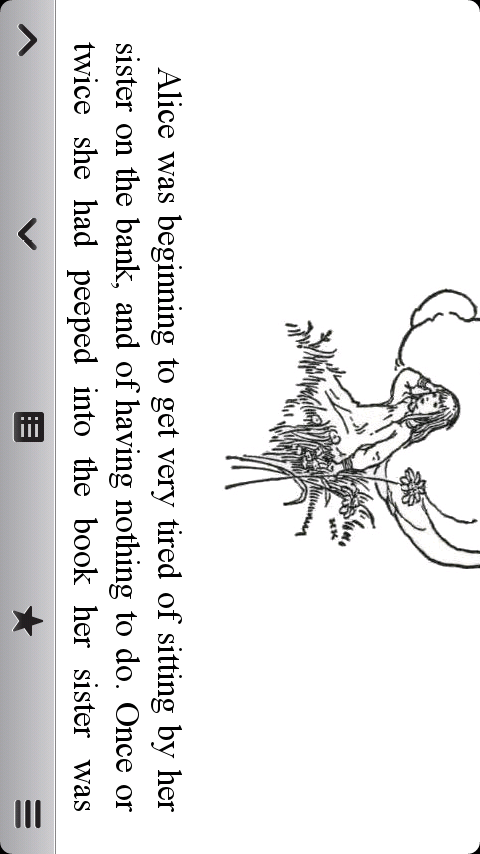 Alice was beginning to get very tired of sitting by her
sister on the bank, and of having nothing to do. Once or
twice she had peeped into the book her sister was